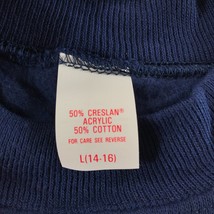 50% CRESLAN®
ACRYLIC
50% COTTON
FOR CARE SEE REVERSE
L(14-16)